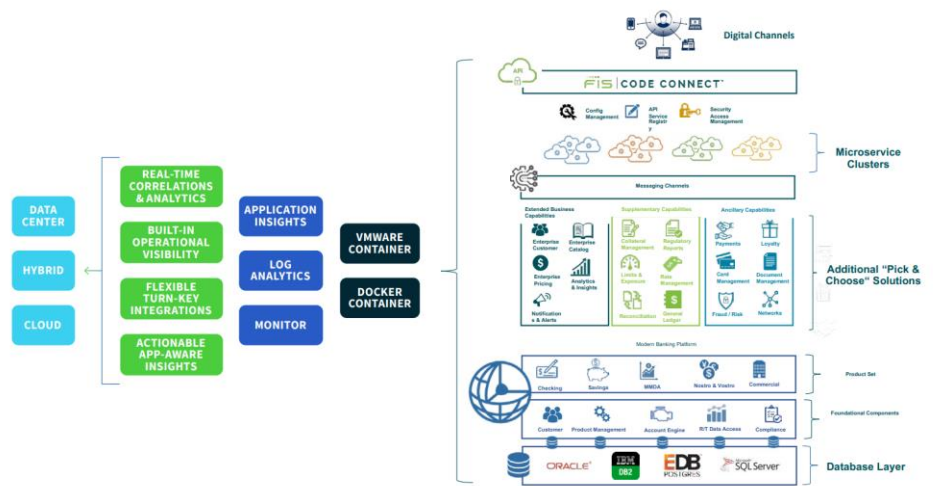 Digital Channels
API
FIS | CODE CONNECT™
Config
Management
API
Service
Registr
y
Security
Access
Management
Microservice
Clusters
Messaging Channels
REAL-TIME
CORRELATIONS
& ANALYTICS
BUILT-IN
OPERATIONAL
VISIBILITY
FLEXIBLE
TURN-KEY
INTEGRATIONS
ACTIONABLE
APP-AWARE
INSIGHTS
DATA
CENTER
HYBRID
CLOUD
APPLICATION
INSIGHTS
LOG
ANALYTICS
MONITOR
VMWARE
CONTAINER
DOCKER
CONTAINER
Extended Business
Capabilities
Enterprise
Customer
Enterprise
Catalog
Enterprise
Pricing
Analytics
& Insights
Notification
s & Alerts
Supplementary Capabilities
Collateral
Management
Regulatory
Reports
Limits &
Exposure
Rate
Management
Reconciliation
General
Ledger
Ancillary Capabilities
Payments
Loyalty
Card
Management
Document
Management
Fraud / Risk
Networks
Additional “Pick &
Choose” Solutions
Modern Banking Platform
Checking
Savings
MMDA
Nostro & Vostro
Commercial
Product Set
Customer
Product Management
Account Engine
R/T Data Access
Compliance
Foundational Components
ORACLE
IBM
DB2
EDB
POSTGRES
Microsoft
SQL Server
Database Layer